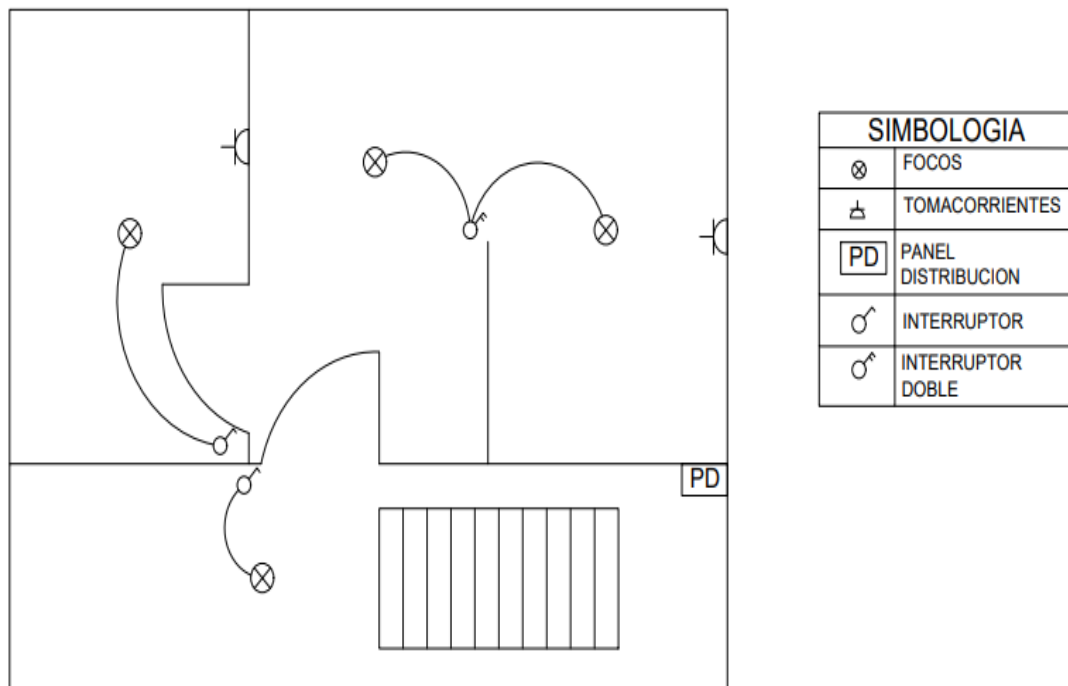 SIMBOLOGIA
FOCOS
TOMACORRIENTES
PD
PANEL
DISTRIBUCION
INTERRUPTOR
INTERRUPTOR
DOBLE
PD